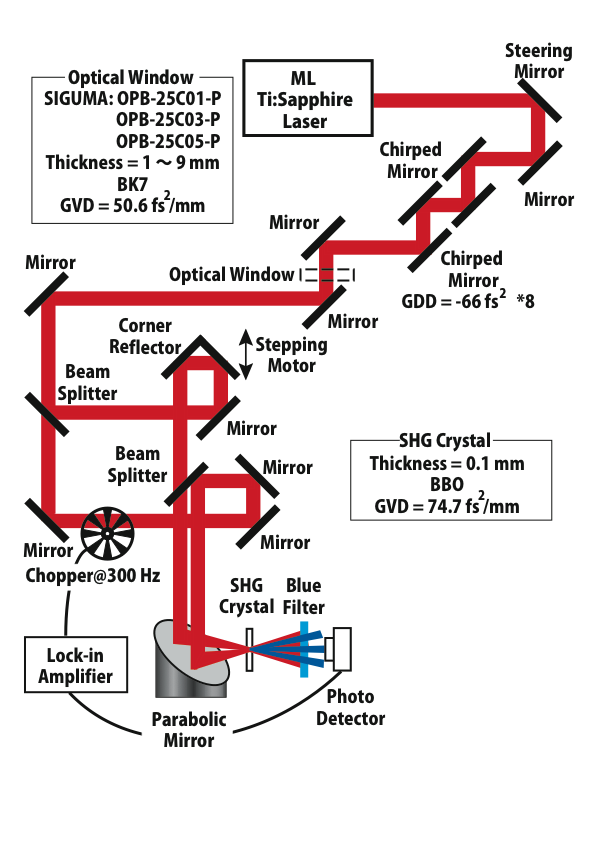 Steering
Mirror
Optical Window
SIGUMA: OPB-25C01-P
OPB-25C03-P
OPB-25C05-P
Thickness = 1 ～ 9 mm
BK7
GVD = 50.6 fs²/mm
ML
Ti:Sapphire
Laser
Chirped
Mirror
Mirror
Mirror
Chirped
Mirror
GDD = -66 fs² *8
Optical Window
Mirror
Mirror
Corner
Reflector
Stepping
Motor
Beam
Splitter
Mirror
SHG Crystal
Thickness = 0.1 mm
BBO
GVD = 74.7 fs²/mm
Beam
Splitter
Mirror
Mirror
Mirror
Chopper@300 Hz
SHG
Crystal
Blue
Filter
Lock-in
Amplifier
Photo
Detector
Parabolic
Mirror